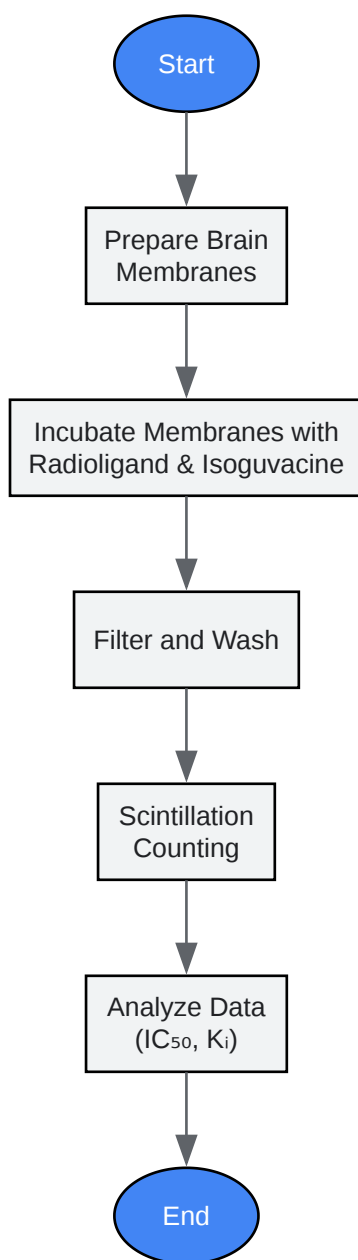 Start
Prepare Brain
Membranes
Incubate Membranes with
Radioligand & Isoguvacine
Filter and Wash
Scintillation
Counting
Analyze Data
(IC₅₀, Kᵢ)
End